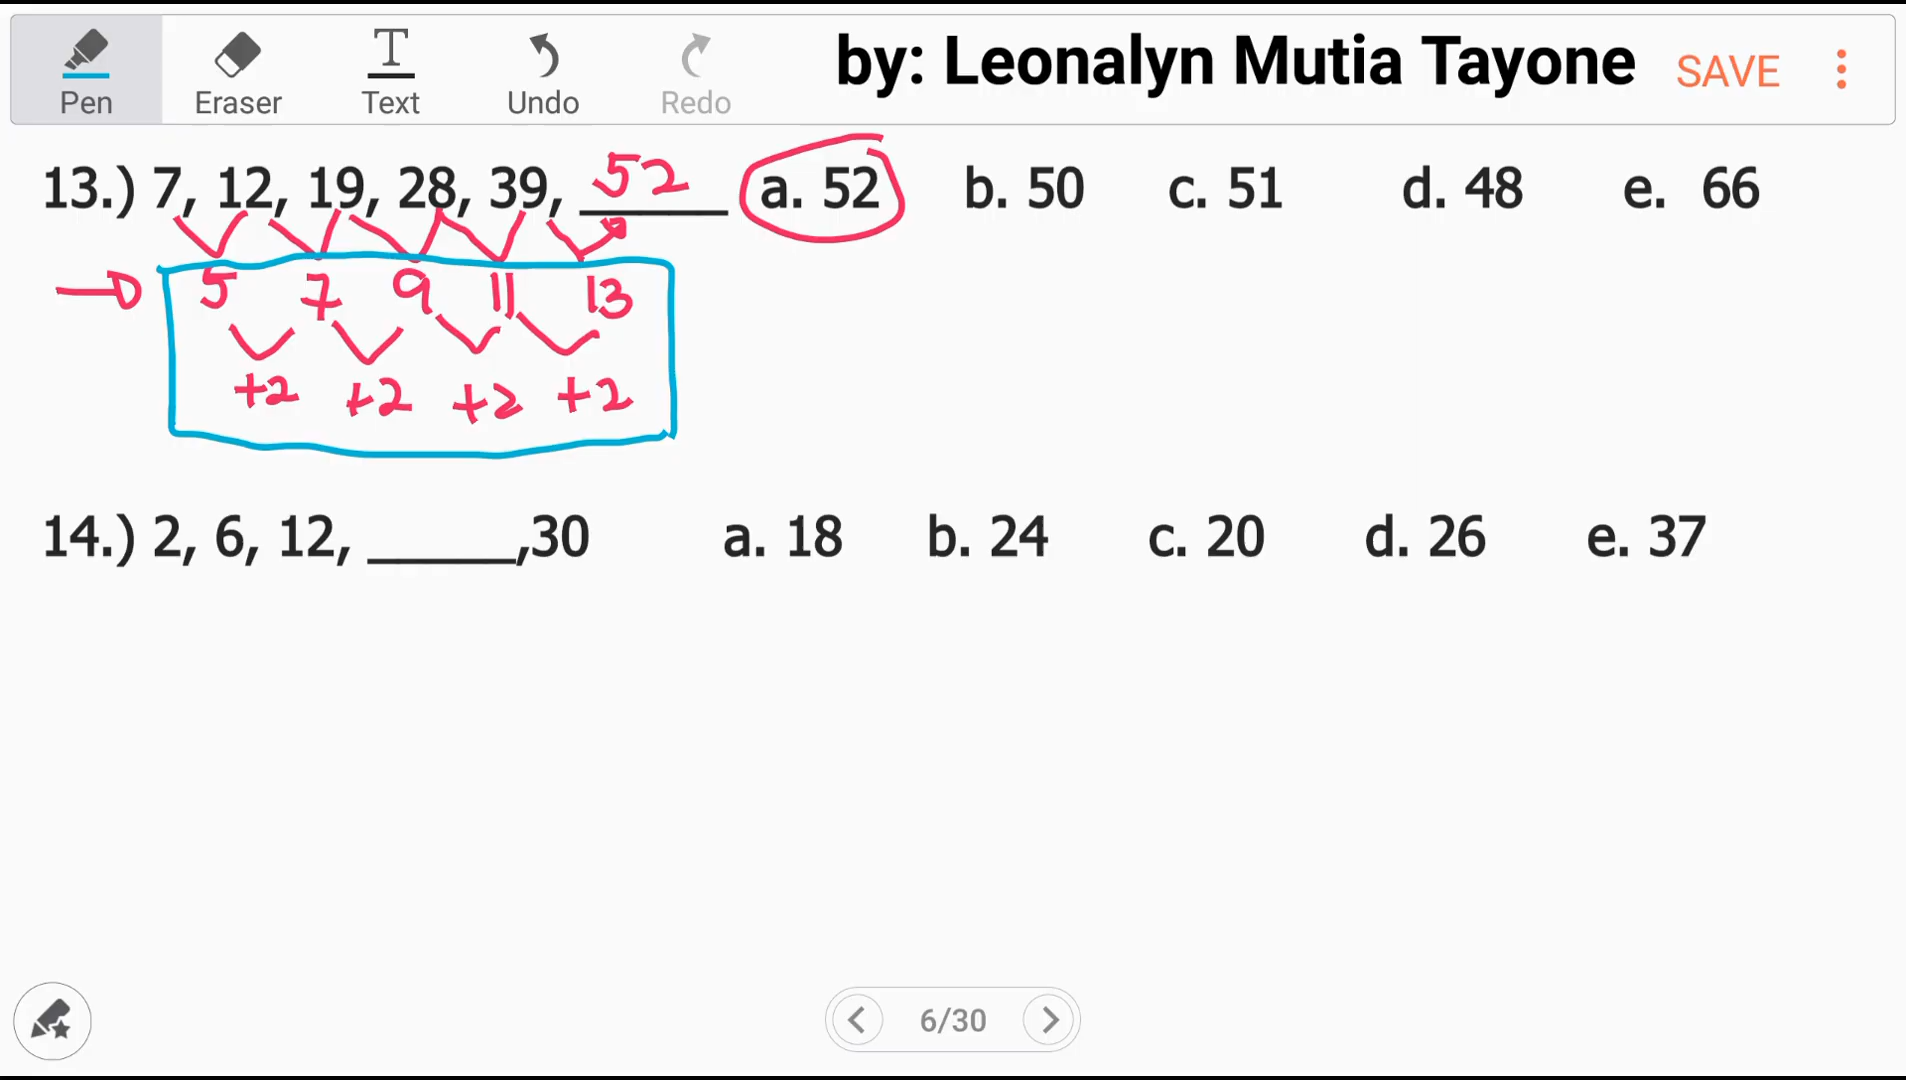 by: Leonalyn Mutia Tayone
SAVE
Pen Eraser Text Undo Redo
13.) 7, 12, 19, 28, 39, 52 a. 52 b. 50 c. 51 d. 48 e. 66
5 7 9 11 13
+2 +2 +2 +2
14.) 2, 6, 12, _____,30 a. 18 b. 24 c. 20 d. 26 e. 37
6/30